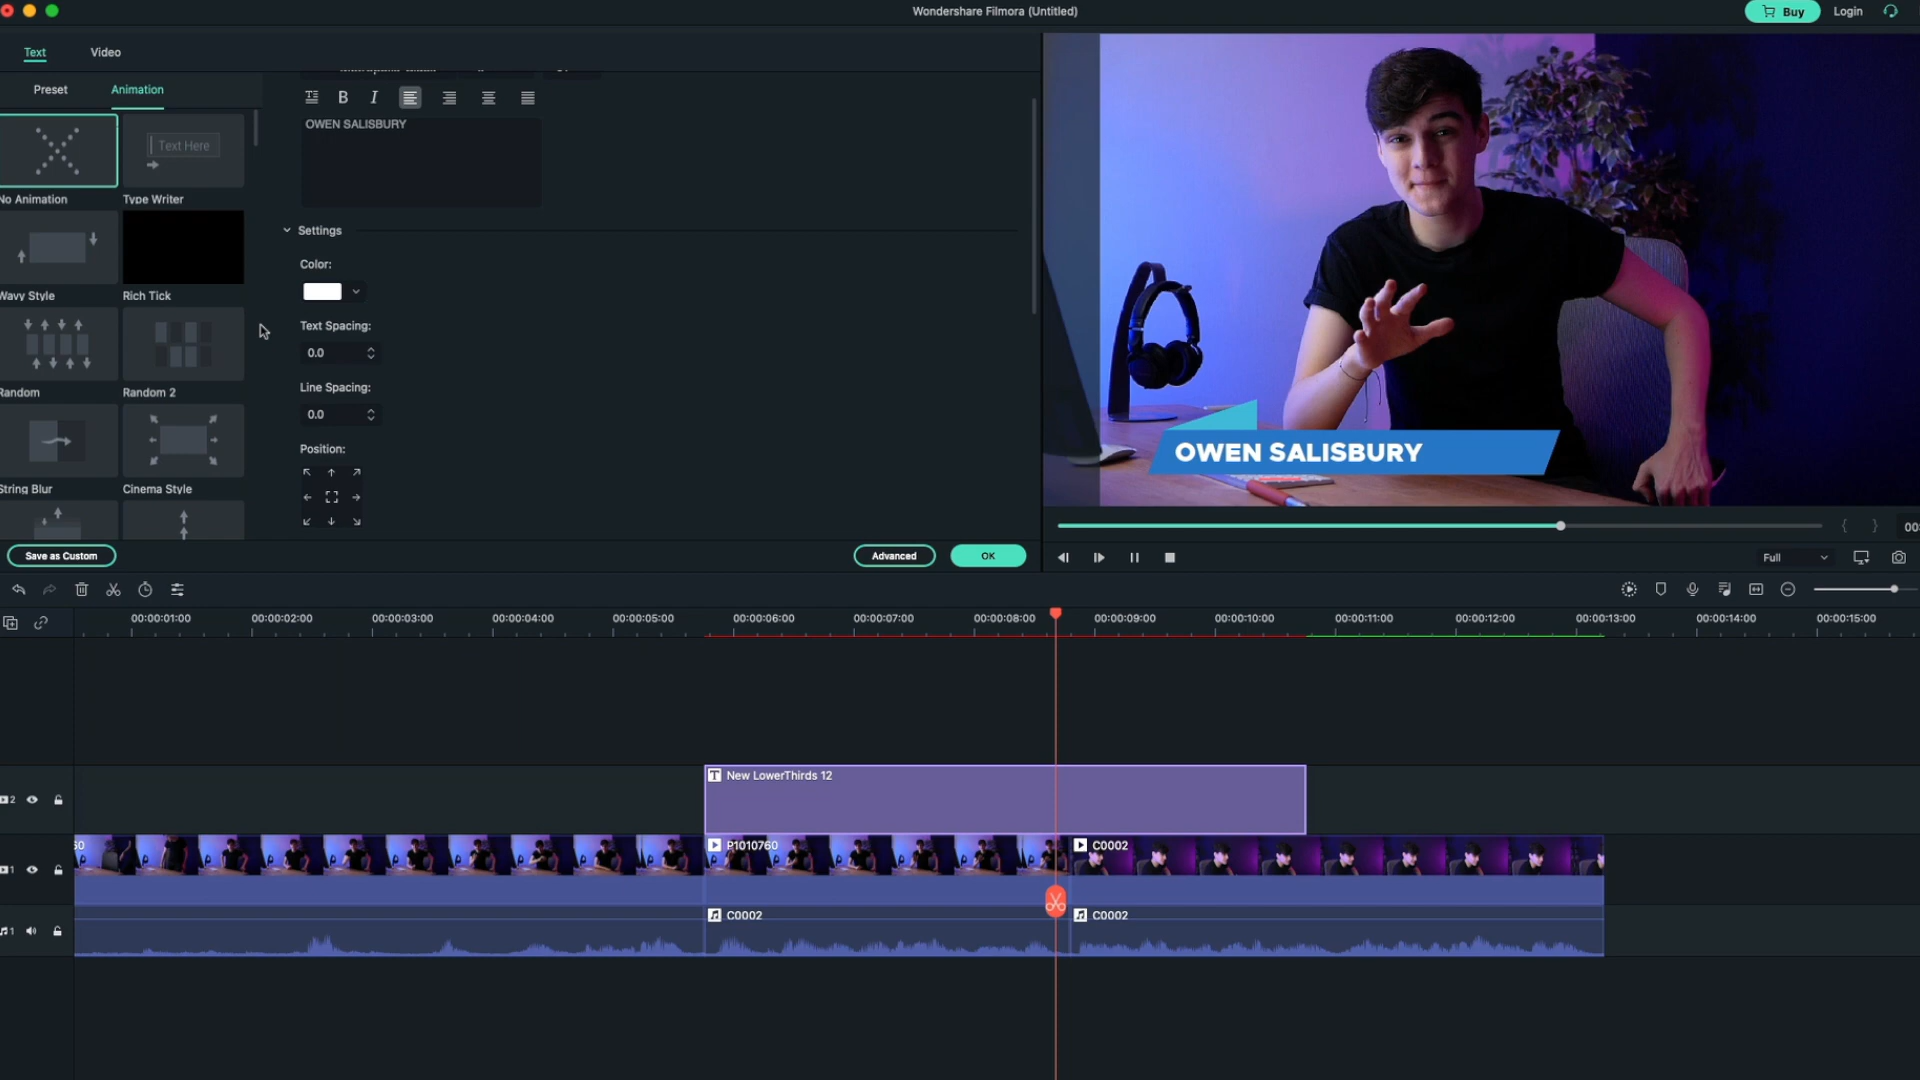 Wondershare Filmora (Untitled)
Buy
Login
Text
Video
Preset
Animation
OWEN SALISBURY
Text Here
No Animation
Type Writer
Settings
Color:
Wavy Style
Rich Tick
Text Spacing:
0.0
Line Spacing:
0.0
Random
Random 2
Position:
String Blur
Cinema Style
OWEN SALISBURY
Save as Custom
Advanced
OK
Full
00:00:01:00
00:00:02:00
00:00:03:00
00:00:04:00
00:00:05:00
00:00:06:00
00:00:07:00
00:00:08:00
00:00:09:00
00:00:10:00
00:00:11:00
00:00:12:00
00:00:13:00
00:00:14:00
00:00:15:00
New LowerThirds 12
2
60
P1010760
C0002
1
C0002
C0002
1